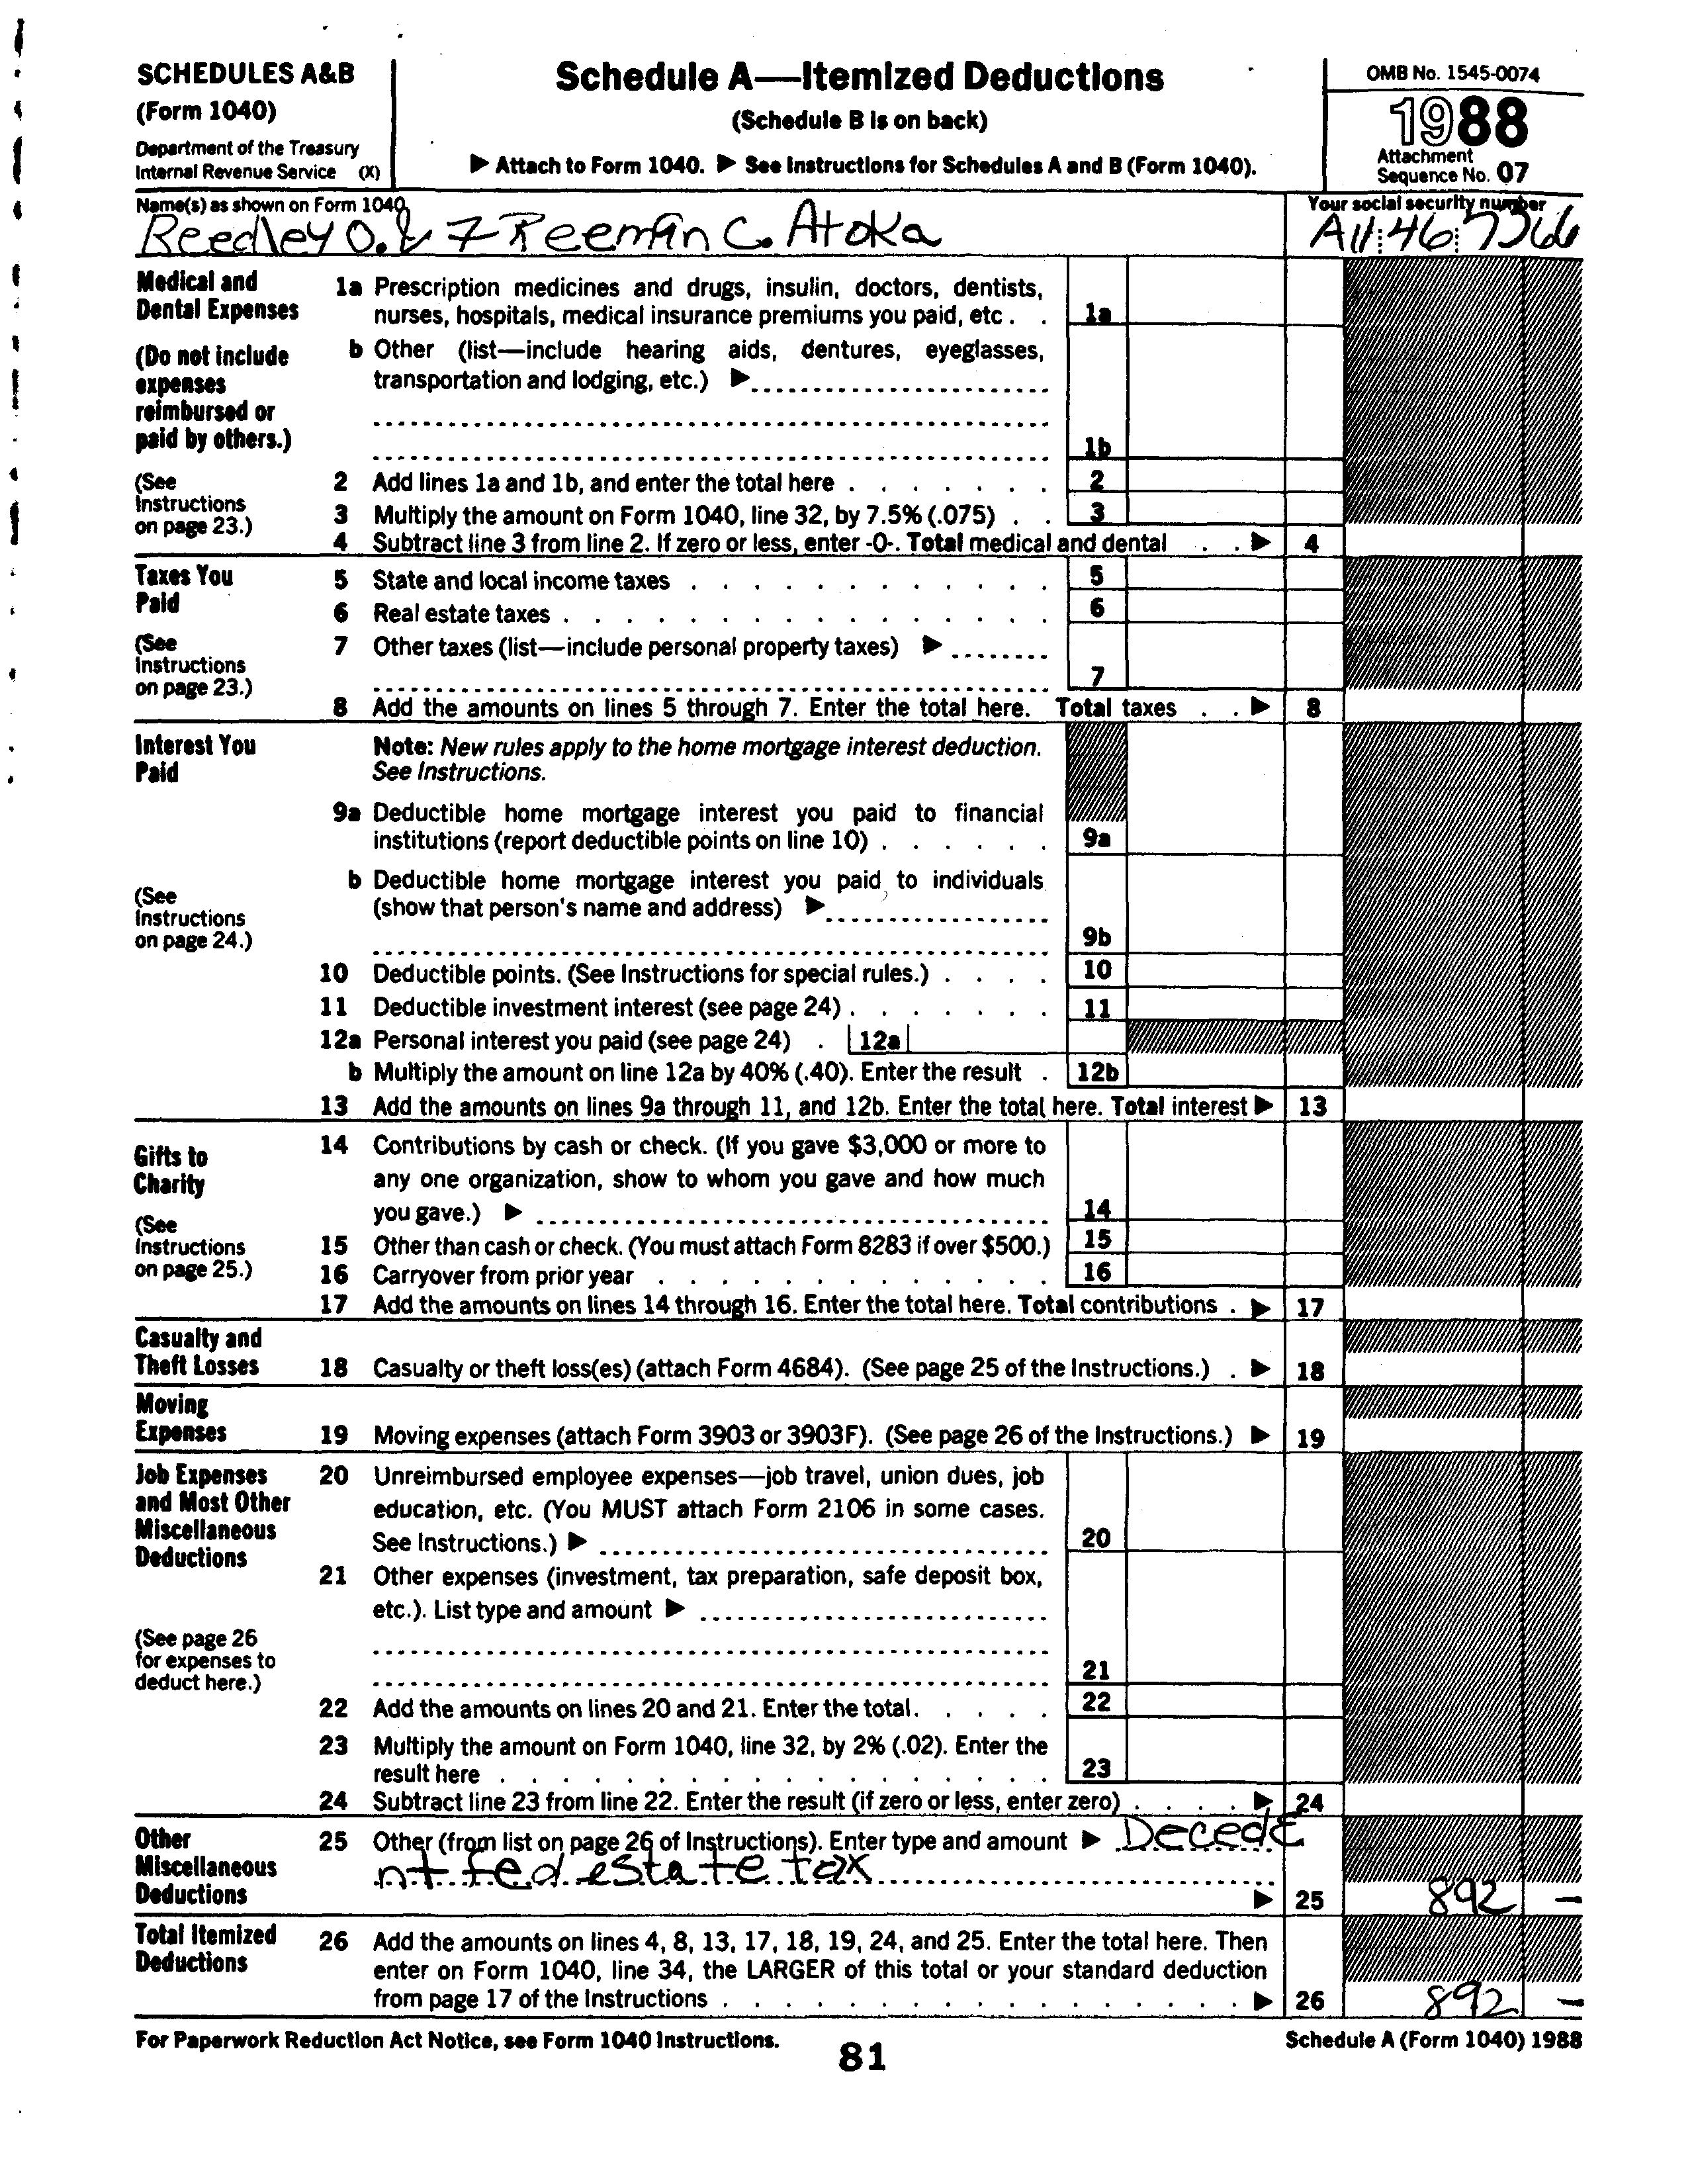 SCHEDULES A&B
(Form 1040)
Department of the Treasury
Internal Revenue Service (X)
Schedule A—Itemized Deductions
(Schedule B is on back)
▶ Attach to Form 1040. ▶ See Instructions for Schedules A and B (Form 1040).
OMB No. 1545-0074
1988
Attachment
Sequence No. 07
Name(s) as shown on Form 1040
Reedley O. & Freeman C. Atoka
Your social security number
Medical and
Dental Expenses
(Do not include
expenses
reimbursed or
paid by others.)
(See
Instructions
on page 23.)
1a Prescription medicines and drugs, insulin, doctors, dentists,
nurses, hospitals, medical insurance premiums you paid, etc . . 1a
b Other (list—include hearing aids, dentures, eyeglasses,
transportation and lodging, etc.) ▶
1b
2 Add lines 1a and 1b, and enter the total here . . . . . . . 2
3 Multiply the amount on Form 1040, line 32, by 7.5% (.075) . . 3
4 Subtract line 3 from line 2. If zero or less, enter -0-. Total medical and dental . . ▶ 4
Taxes You
Paid
(See
Instructions
on page 23.)
5 State and local income taxes . . . . . . . . . . . . 5
6 Real estate taxes . . . . . . . . . . . . . . . . 6
7 Other taxes (list—include personal property taxes) ▶
7
8 Add the amounts on lines 5 through 7. Enter the total here. Total taxes . . ▶ 8
Interest You
Paid
(See
Instructions
on page 24.)
Note: New rules apply to the home mortgage interest deduction.
See Instructions.
9a Deductible home mortgage interest you paid to financial
institutions (report deductible points on line 10) . . . . . . 9a
b Deductible home mortgage interest you paid to individuals
(show that person's name and address) ▶
9b
10 Deductible points. (See Instructions for special rules.) . . . . 10
11 Deductible investment interest (see page 24) . . . . . . . 11
12a Personal interest you paid (see page 24) . 12a
b Multiply the amount on line 12a by 40% (.40). Enter the result . 12b
13 Add the amounts on lines 9a through 11, and 12b. Enter the total here. Total interest ▶ 13
Gifts to
Charity
(See
Instructions
on page 25.)
14 Contributions by cash or check. (If you gave $3,000 or more to
any one organization, show to whom you gave and how much
you gave.) ▶ 14
15 Other than cash or check. (You must attach Form 8283 if over $500.) 15
16 Carryover from prior year . . . . . . . . . . . . . 16
17 Add the amounts on lines 14 through 16. Enter the total here. Total contributions . ▶ 17
Casualty and
Theft Losses
18 Casualty or theft loss(es) (attach Form 4684). (See page 25 of the Instructions.) . ▶ 18
Moving
Expenses
19 Moving expenses (attach Form 3903 or 3903F). (See page 26 of the Instructions.) ▶ 19
Job Expenses
and Most Other
Miscellaneous
Deductions
(See page 26
for expenses to
deduct here.)
20 Unreimbursed employee expenses—job travel, union dues, job
education, etc. (You MUST attach Form 2106 in some cases.
See Instructions.) ▶ 20
21 Other expenses (investment, tax preparation, safe deposit box,
etc.). List type and amount ▶
21
22 Add the amounts on lines 20 and 21. Enter the total. . . . . 22
23 Multiply the amount on Form 1040, line 32, by 2% (.02). Enter the
result here . . . . . . . . . . . . . . . . . . 23
24 Subtract line 23 from line 22. Enter the result (if zero or less, enter zero) . . . . ▶ 24
Other
Miscellaneous
Deductions
25 Other (from list on page 26 of Instructions). Enter type and amount ▶ Decede
nt fed estate tax
▶ 25 892 —
Total Itemized
Deductions
26 Add the amounts on lines 4, 8, 13, 17, 18, 19, 24, and 25. Enter the total here. Then
enter on Form 1040, line 34, the LARGER of this total or your standard deduction
from page 17 of the Instructions . . . . . . . . . . . . . . . . . ▶ 26 892 —
For Paperwork Reduction Act Notice, see Form 1040 Instructions.
81
Schedule A (Form 1040) 1988